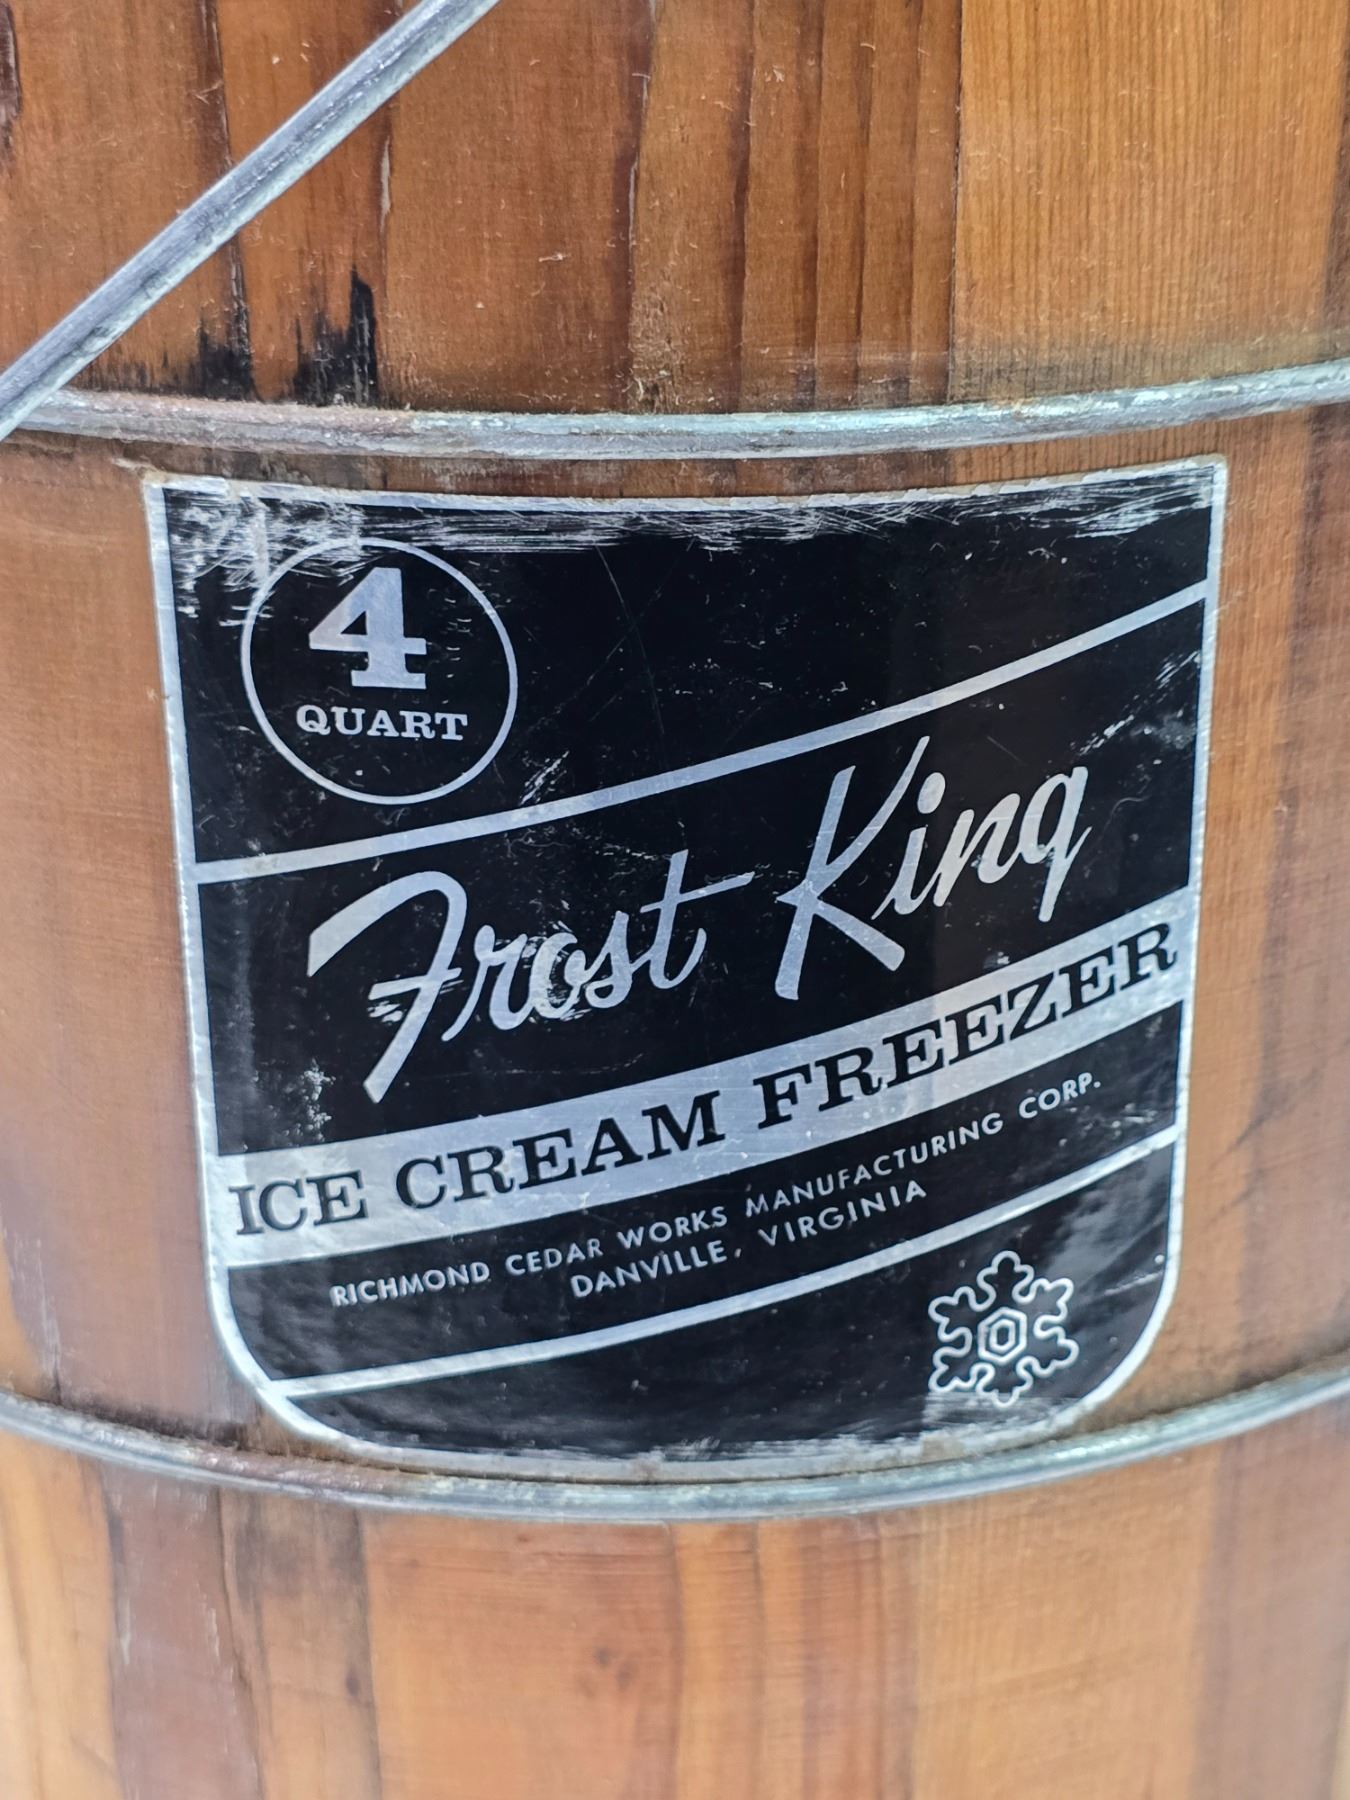 4
QUART
Frost King
ICE CREAM FREEZER
RICHMOND CEDAR WORKS MANUFACTURING CORP.
DANVILLE, VIRGINIA